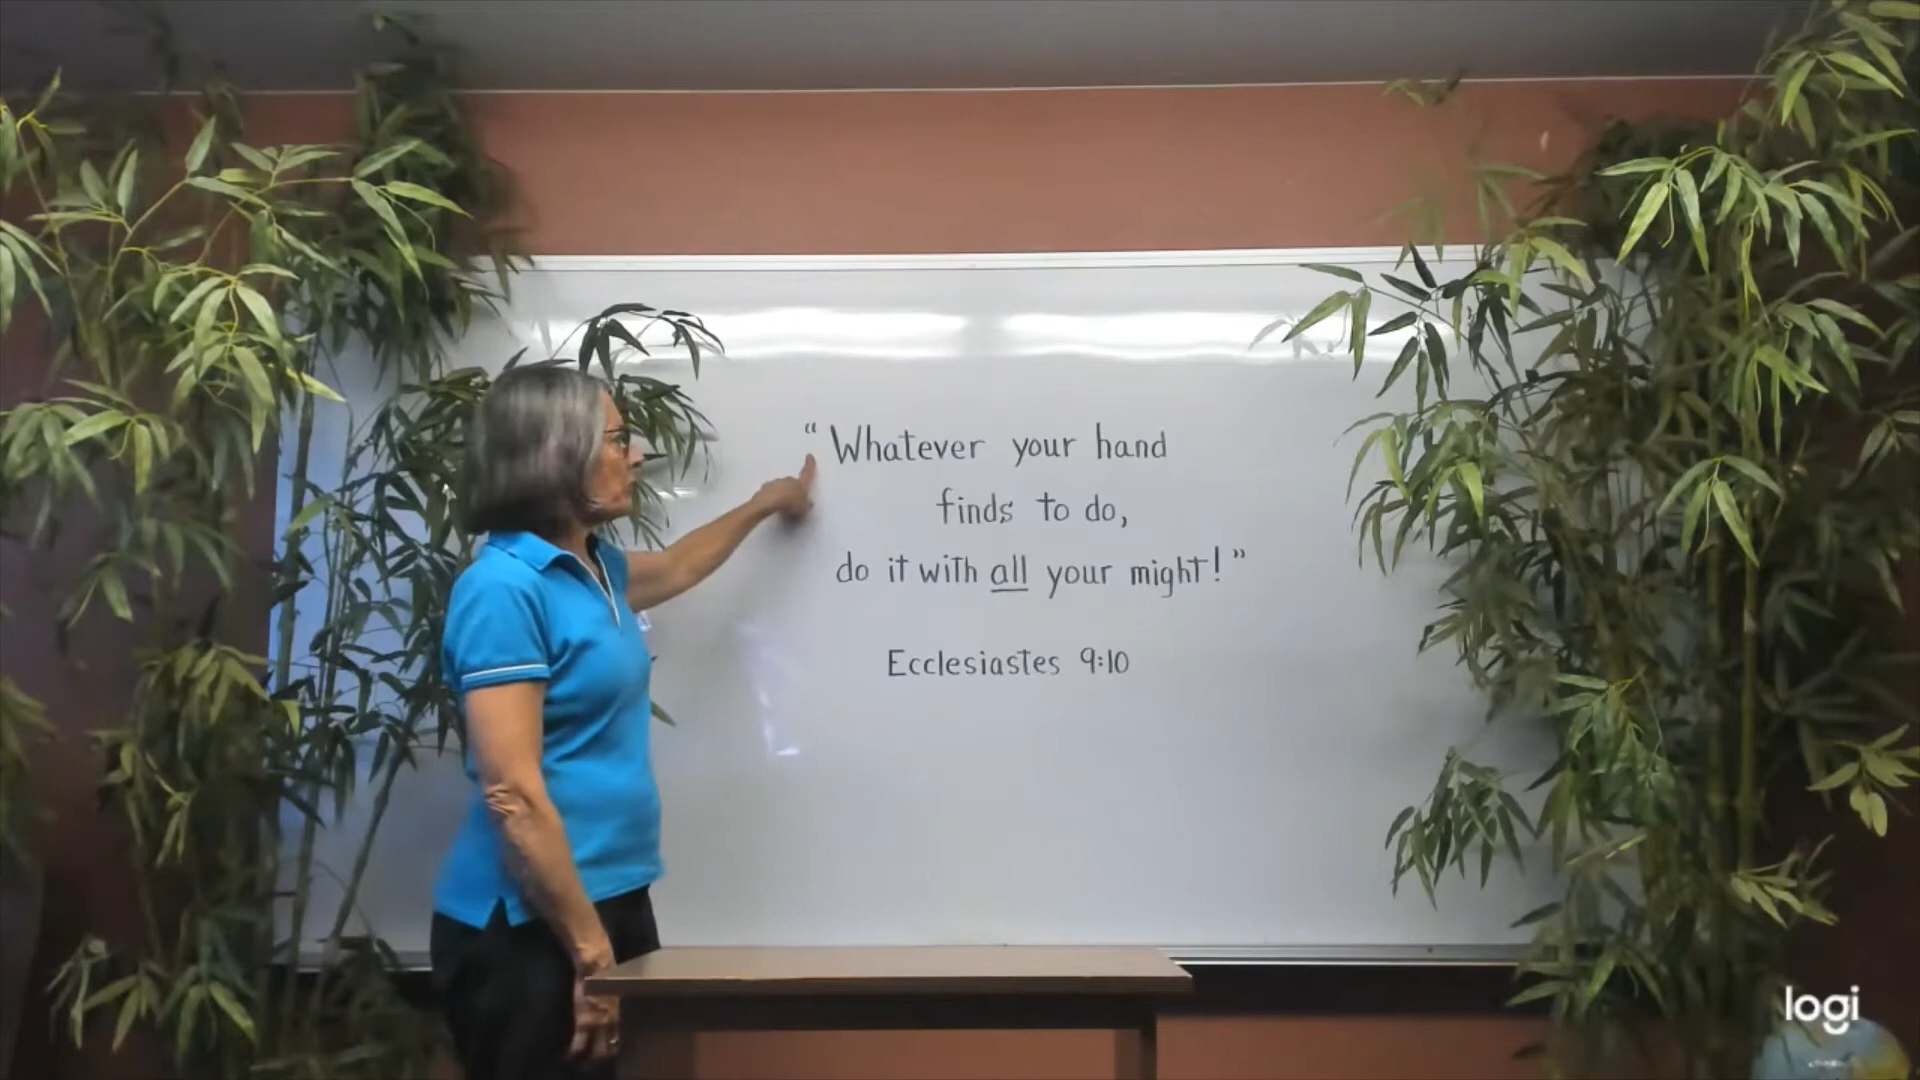 “Whatever your hand
finds to do,
do it with all your might!”
Ecclesiastes 9:10
logi